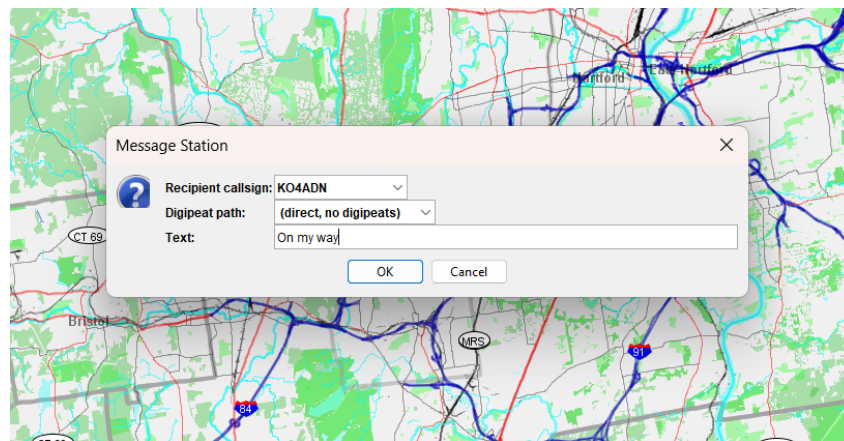 Hartford
East Hartford
Message Station
Recipient callsign: KO4ADN
Digipeat path: (direct, no digipeats)
Text: On my way
OK Cancel
CT 69
Bristol
MRS
91
84